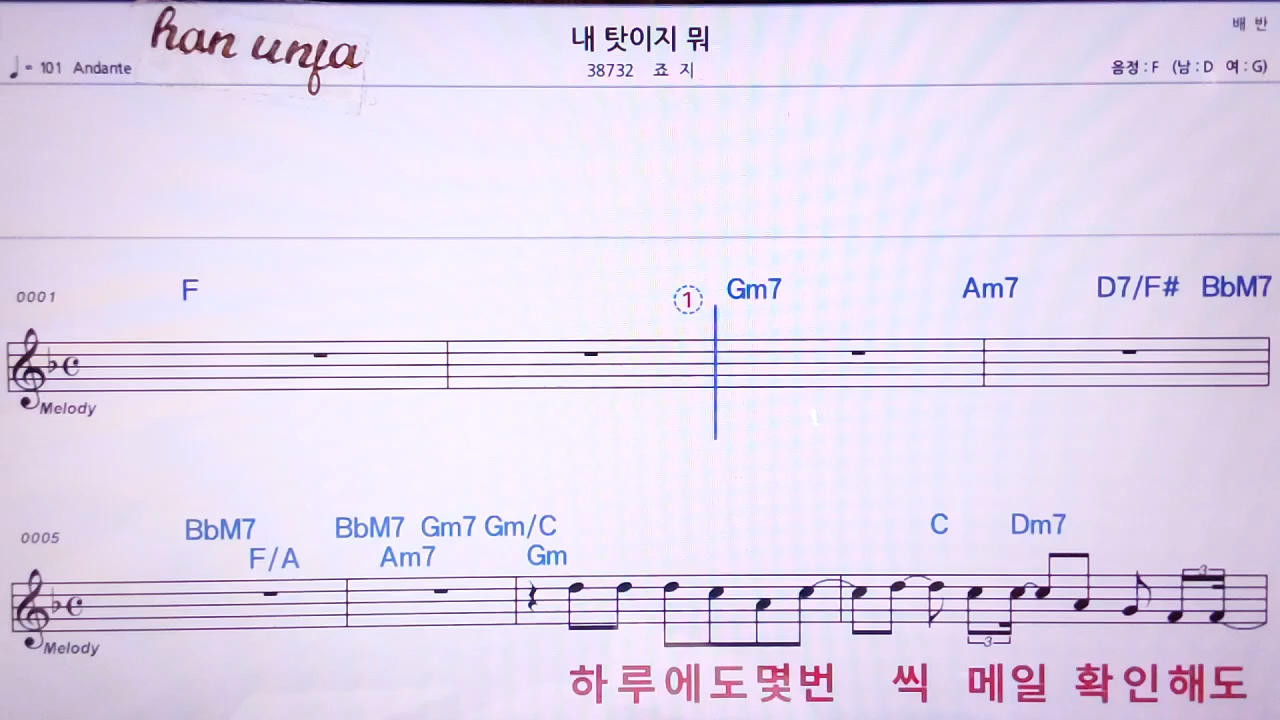 han unfa
내 탓이지 뭐
배 반
♩= 101 Andante
38732 죠 지
음정 : F (남 : D 여 : G)
0001 F ① Gm7 Am7 D7/F# BbM7
Melody
0005 BbM7 BbM7 Gm7 Gm/C C Dm7
F/A Am7 Gm
3
3
Melody
하루에도몇번 씩 메일 확인해도